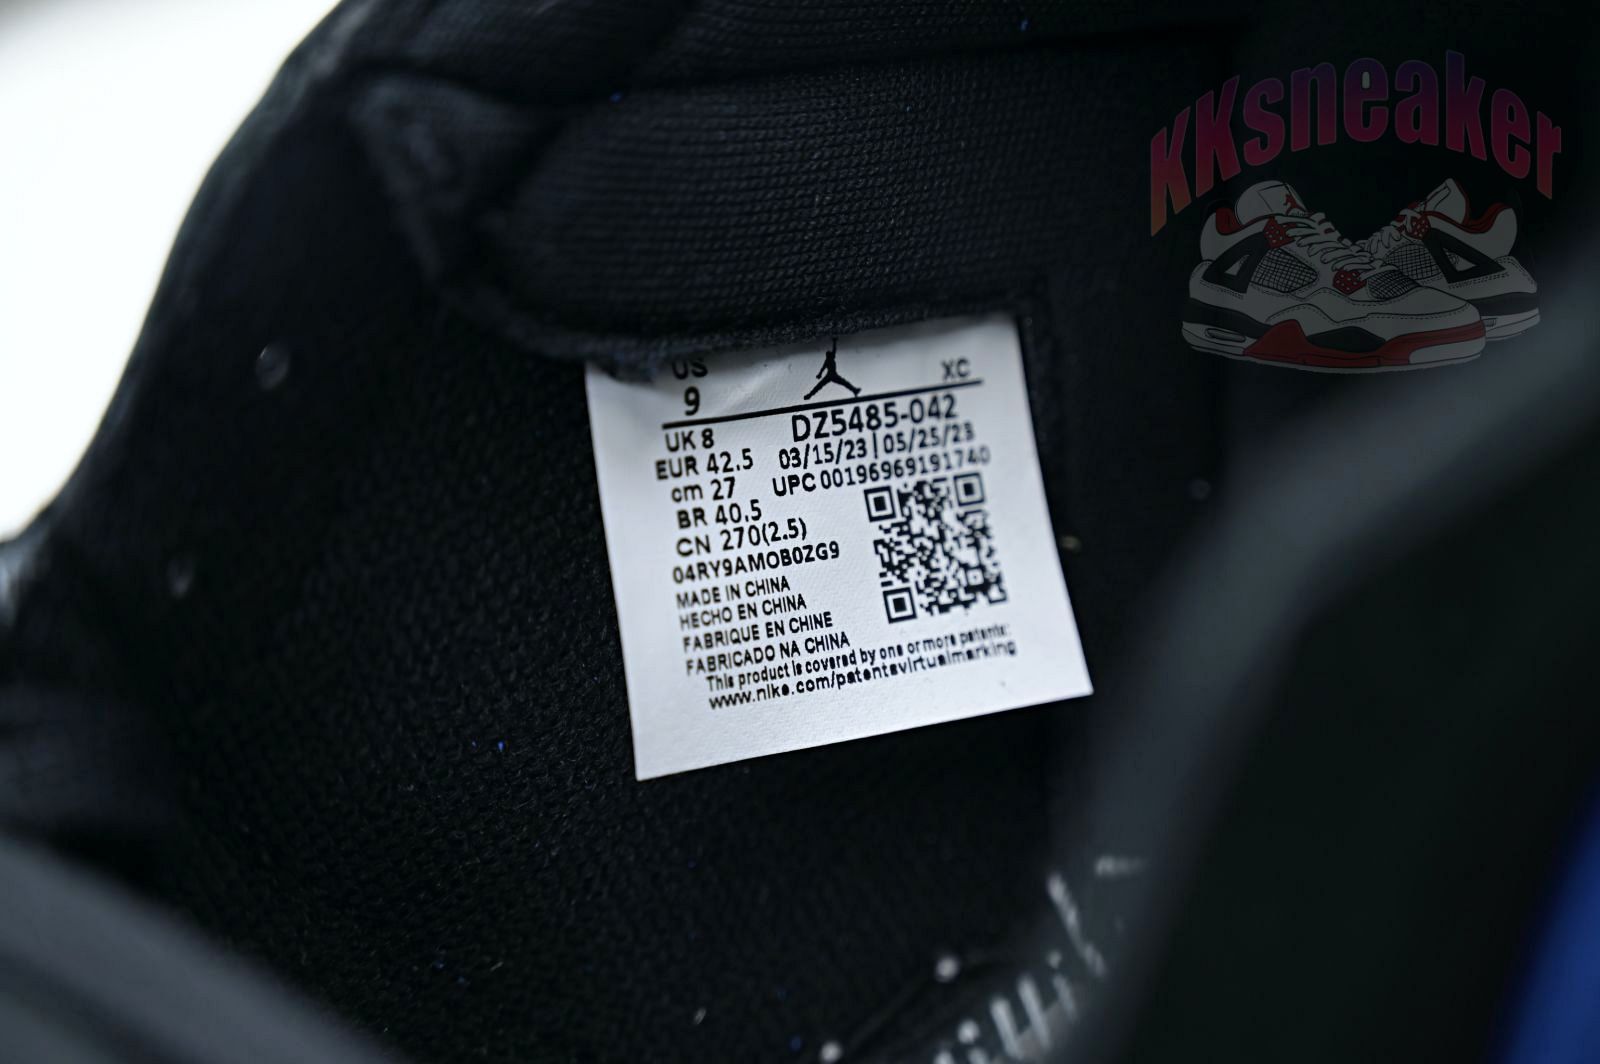 KKsneaker
US
9
XC
UK 8
DZ5485-042
EUR 42.5
03/15/23 | 05/25/23
cm 27
UPC 00196969191740
BR 40.5
CN 270(2.5)
04RY9AMOB0ZG9
MADE IN CHINA
HECHO EN CHINA
FABRIQUE EN CHINE
FABRICADO NA CHINA
This product is covered by one or more patents:
www.nike.com/patentsvirtualmarking